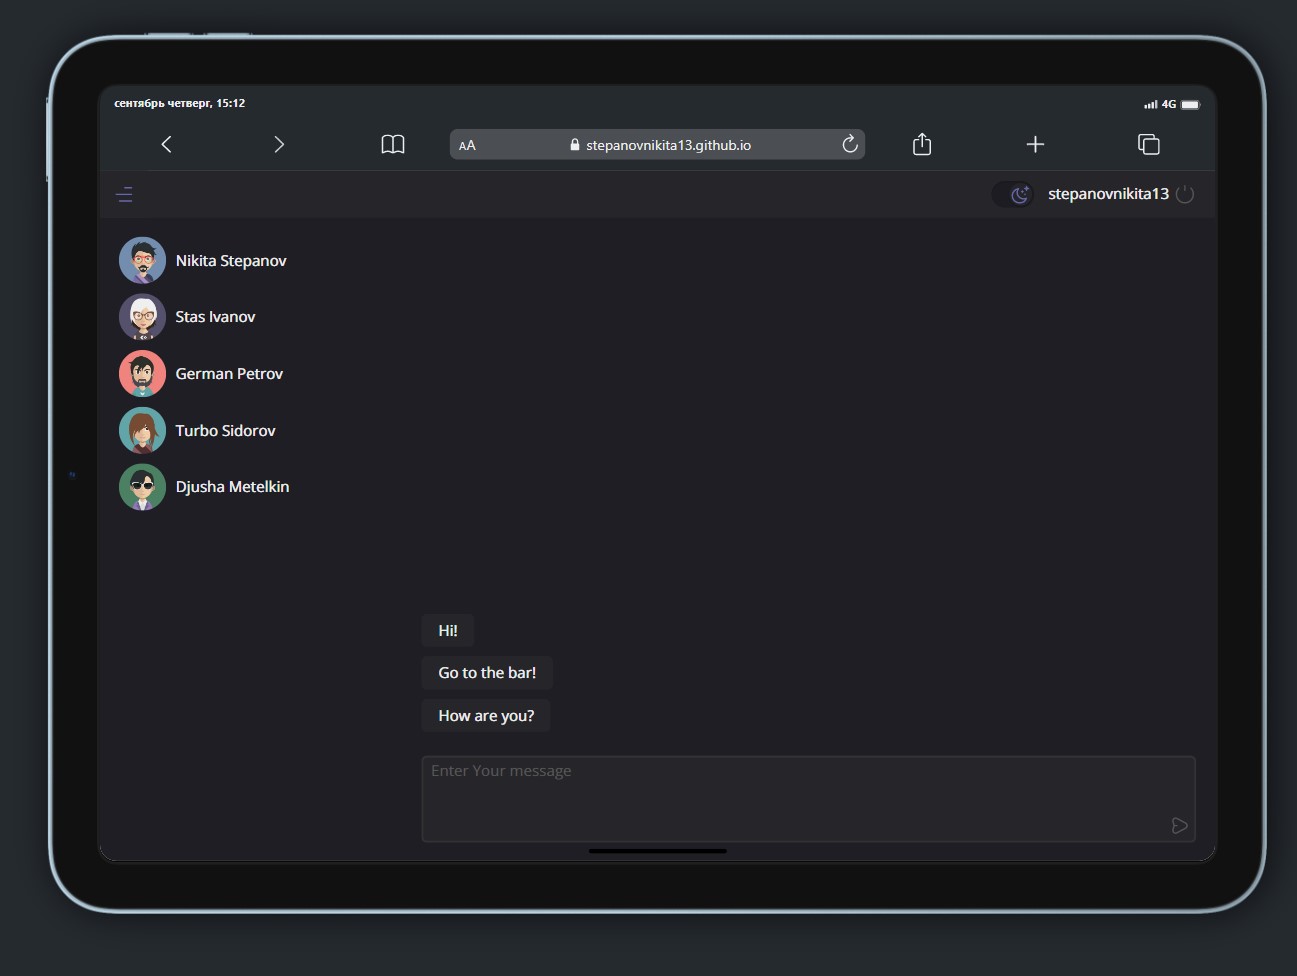 сентябрь четверг, 15:12
4G
AA
stepanovnikita13.github.io
stepanovnikita13
Nikita Stepanov
Stas Ivanov
German Petrov
Turbo Sidorov
Djusha Metelkin
Hi!
Go to the bar!
How are you?
Enter Your message